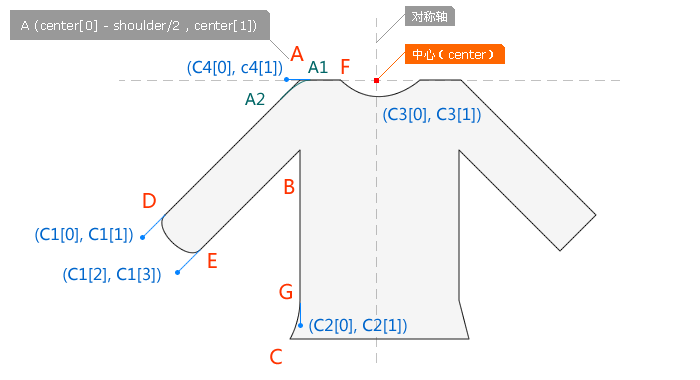 对称轴
A (center[0] - shoulder/2 , center[1])
中心 ( center )
A
F
(C4[0], c4[1])
A1
A2
(C3[0], C3[1])
B
D
(C1[0], C1[1])
E
(C1[2], C1[3])
G
(C2[0], C2[1])
C